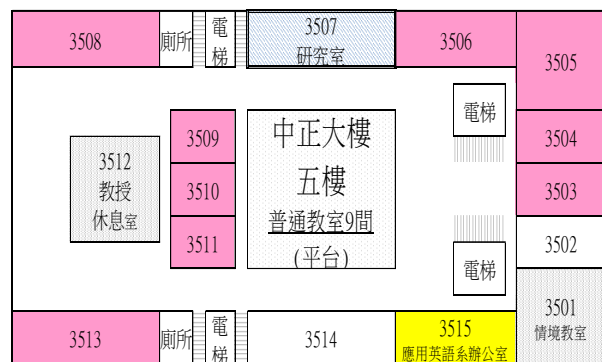 3508
廁所
電
梯
3507
研究室
3506
3505
電梯
3504
3503
3509
3510
3511
3512
教授
休息室
中正大樓
五樓
普通教室9間
(平台)
3502
電梯
3501
情境教室
3513
廁所
電
梯
3514
3515
應用英語系辦公室